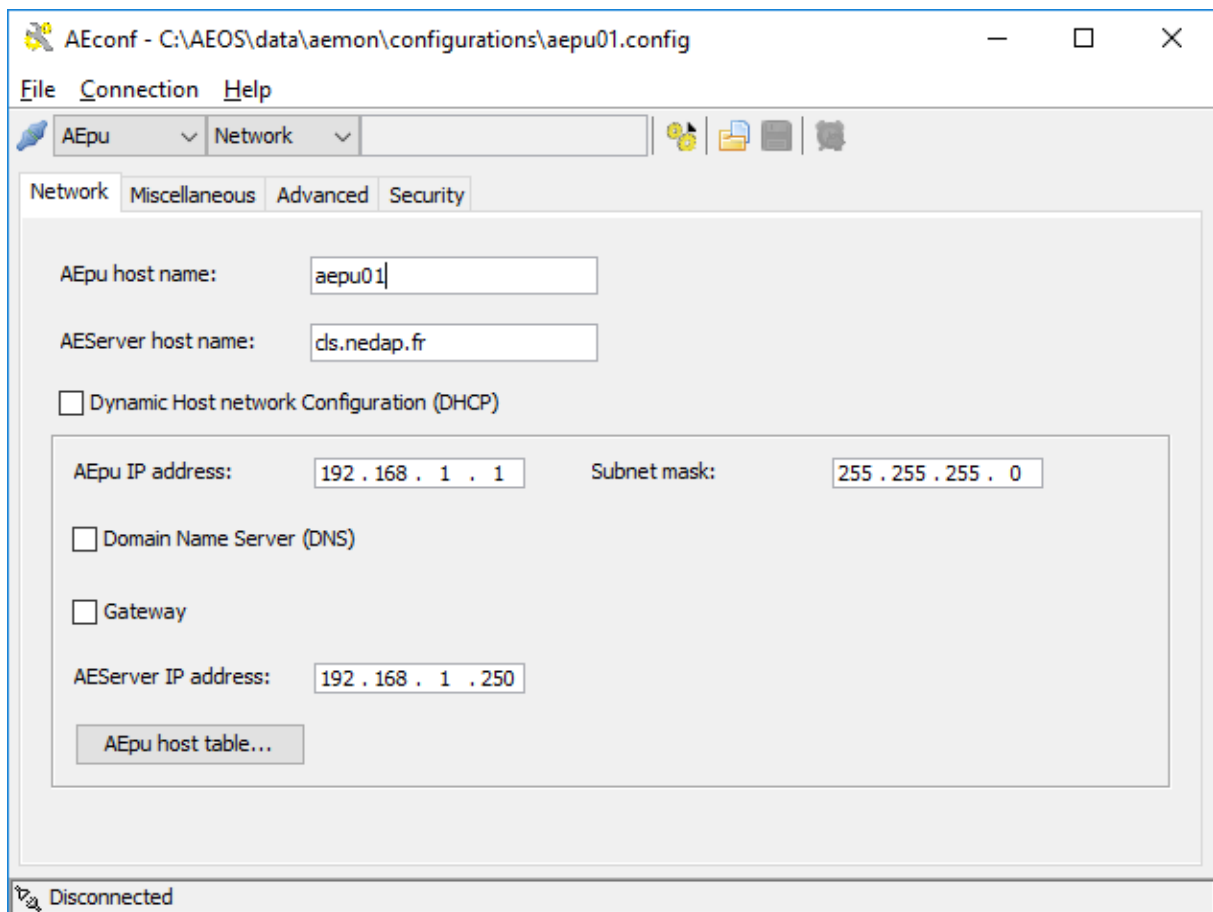 AEconf - C:\AEOS\data\aemon\configurations\aepu01.config
File Connection Help
AEpu Network
Network Miscellaneous Advanced Security
AEpu host name: aepu01
AEServer host name: cls.nedap.fr
Dynamic Host network Configuration (DHCP)
AEpu IP address: 192 . 168 . 1 . 1 Subnet mask: 255 . 255 . 255 . 0
Domain Name Server (DNS)
Gateway
AEServer IP address: 192 . 168 . 1 . 250
AEpu host table...
Disconnected